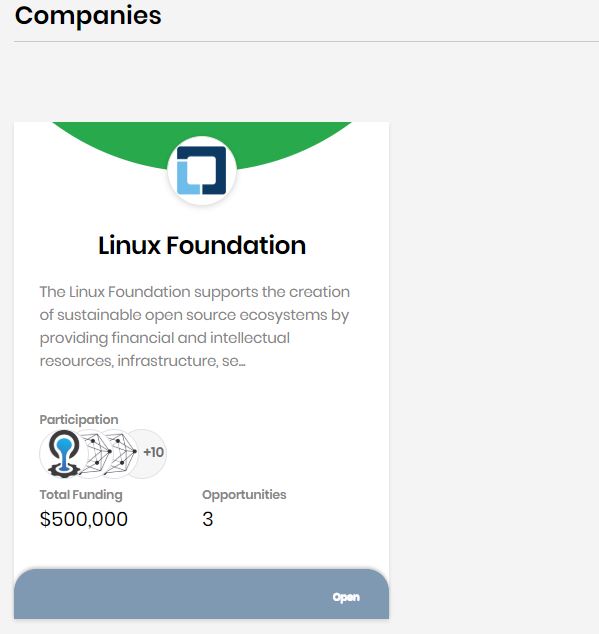 Companies
Linux Foundation
The Linux Foundation supports the creation
of sustainable open source ecosystems by
providing financial and intellectual
resources, infrastructure, se...
Participation
+10
Total Funding Opportunities
$500,000 3
Open